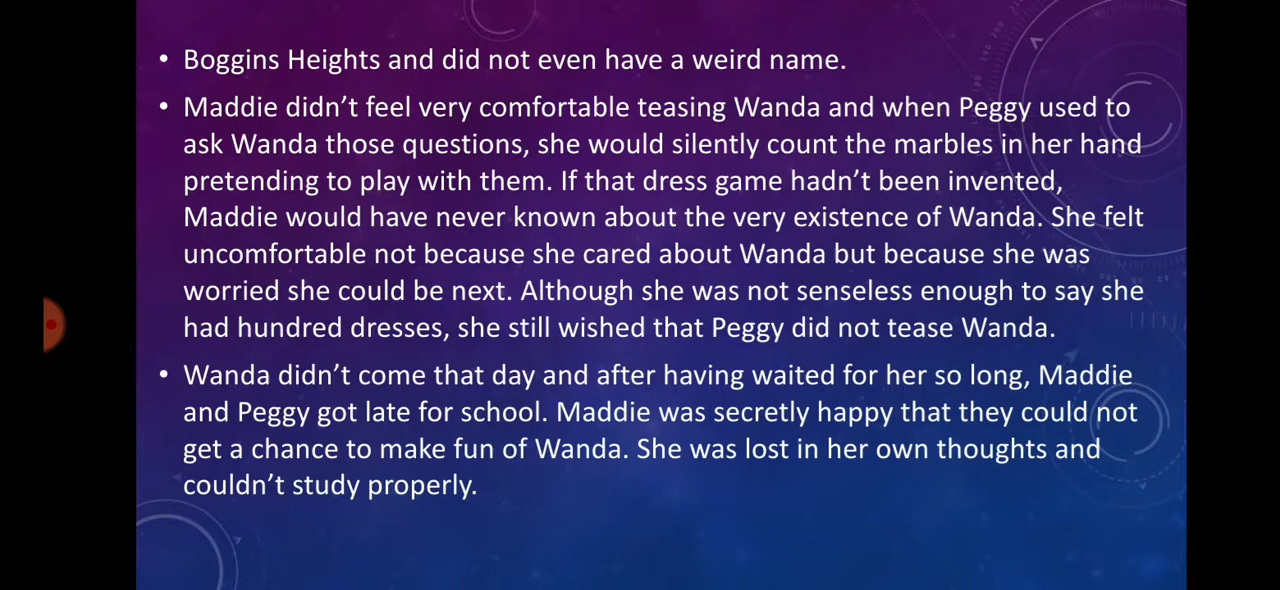 • Boggins Heights and did not even have a weird name.
• Maddie didn’t feel very comfortable teasing Wanda and when Peggy used to
ask Wanda those questions, she would silently count the marbles in her hand
pretending to play with them. If that dress game hadn’t been invented,
Maddie would have never known about the very existence of Wanda. She felt
uncomfortable not because she cared about Wanda but because she was
worried she could be next. Although she was not senseless enough to say she
had hundred dresses, she still wished that Peggy did not tease Wanda.
• Wanda didn’t come that day and after having waited for her so long, Maddie
and Peggy got late for school. Maddie was secretly happy that they could not
get a chance to make fun of Wanda. She was lost in her own thoughts and
couldn’t study properly.